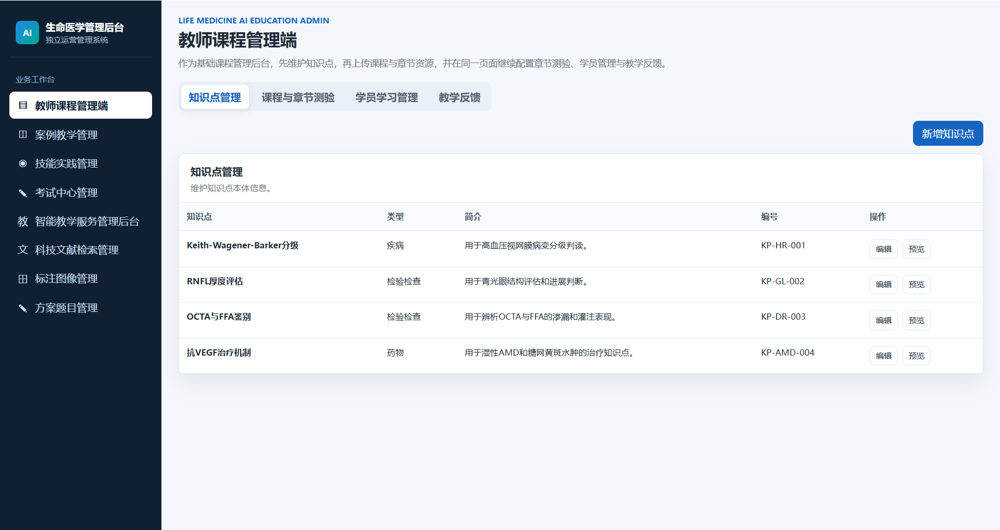 AI
生命医学管理后台
独立运营管理系统
业务工作台
教师课程管理端
案例教学管理
技能实践管理
考试中心管理
教 智能教学服务管理后台
文 科技文献检索管理
标注图像管理
方案题目管理
LIFE MEDICINE AI EDUCATION ADMIN
教师课程管理端
作为基础课程管理后台，先维护知识点，再上传课程与章节资源，并在同一页面继续配置章节测验、学员管理与教学反馈。
知识点管理 课程与章节测验 学员学习管理 教学反馈
新增知识点
知识点管理
维护知识点本体信息。
知识点 类型 简介 编号 操作
Keith-Wagener-Barker分级 疾病 用于高血压视网膜病变分级判读。 KP-HR-001 编辑 预览
RNFL厚度评估 检验检查 用于青光眼结构评估和进展判断。 KP-GL-002 编辑 预览
OCTA与FFA鉴别 检验检查 用于辨析OCTA与FFA的渗漏和灌注表现。 KP-DR-003 编辑 预览
抗VEGF治疗机制 药物 用于湿性AMD和糖网黄斑水肿的治疗知识点。 KP-AMD-004 编辑 预览